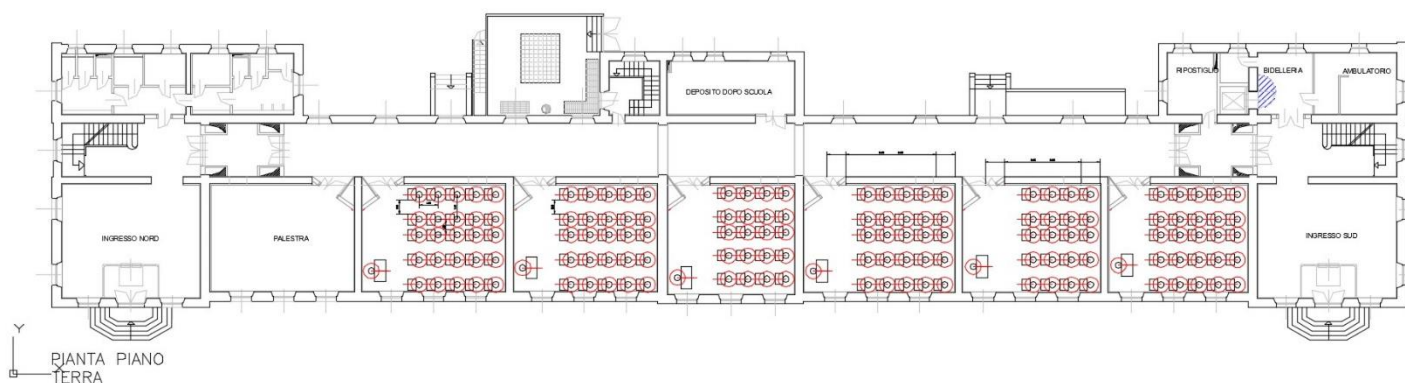 RIPOSTIGLIO
BIDELLERIA
AMBULATORIO
DEPOSITO DOPO SCUOLA
INGRESSO NORD
PALESTRA
INGRESSO SUD
Y
X
PIANTA PIANO
TERRA